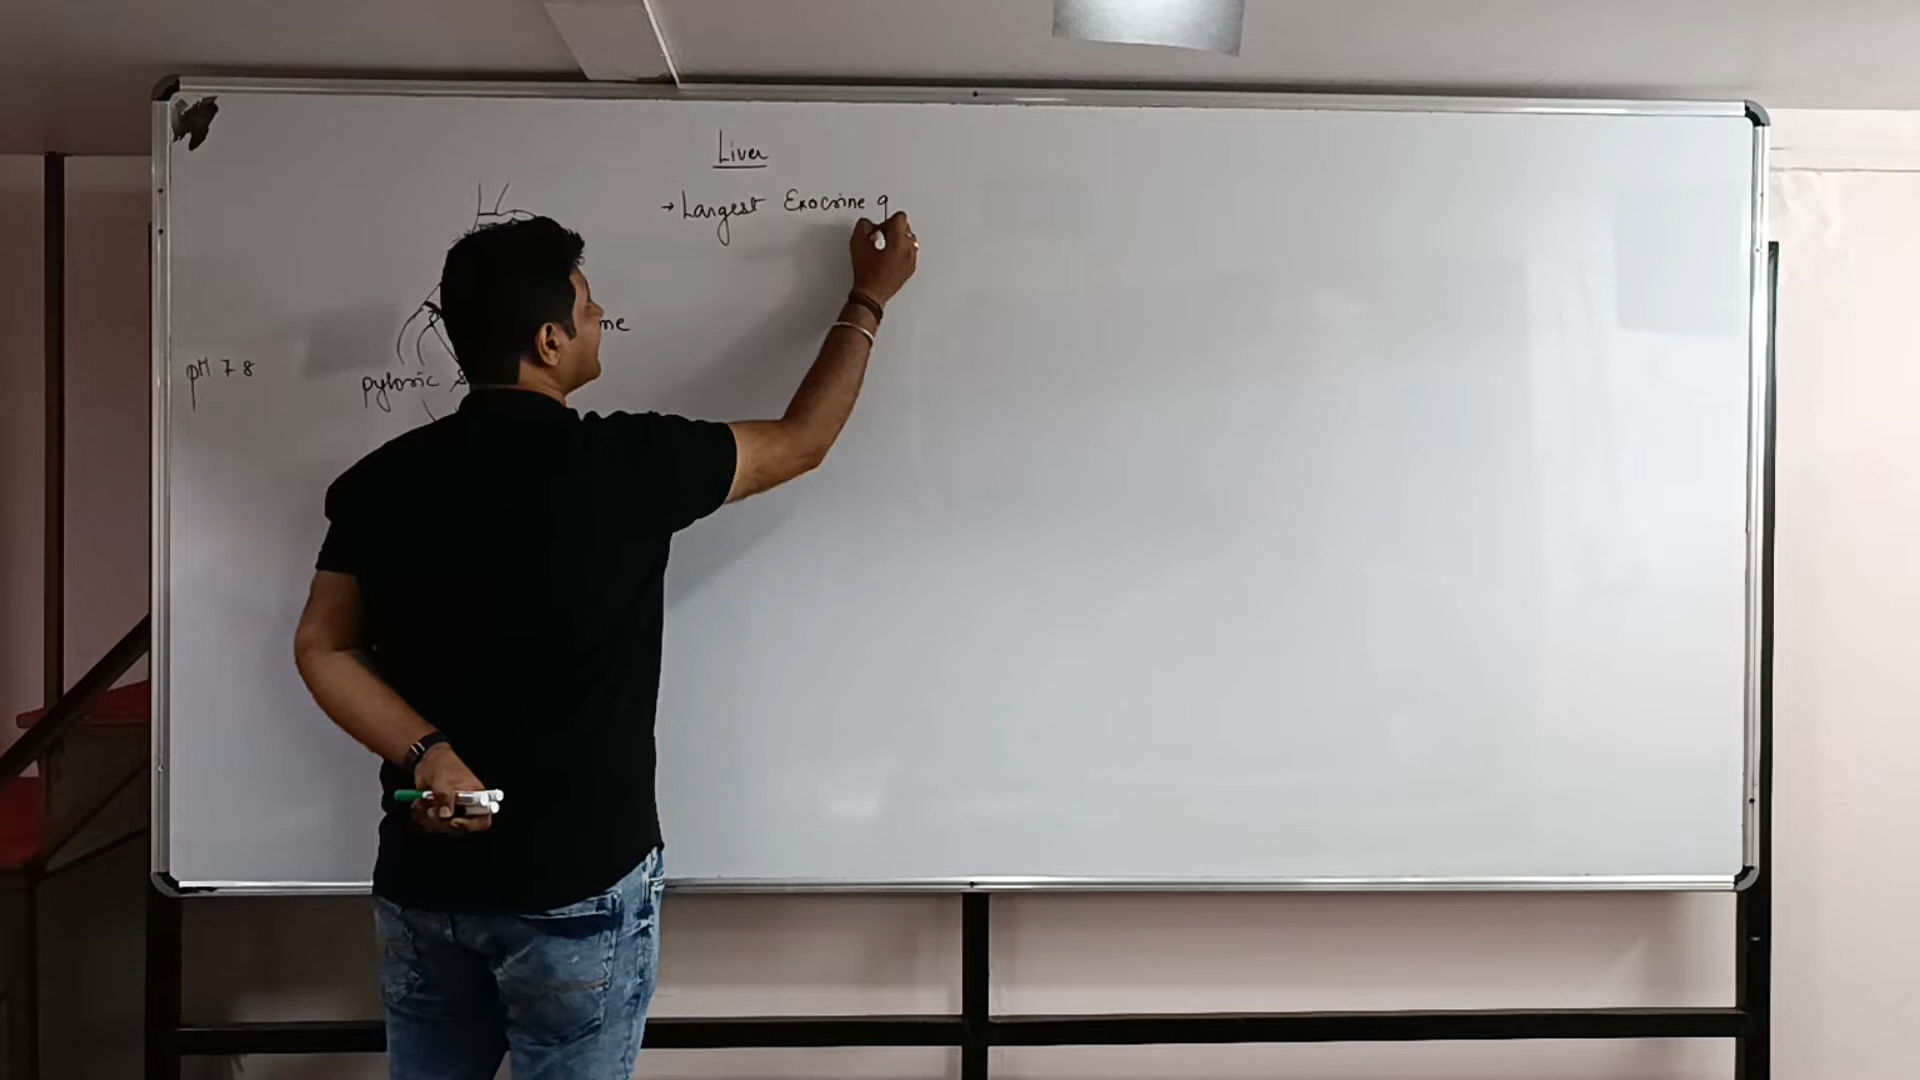 Liver
→ Largest Exocrine g
me
pH 7 8
pyloric s